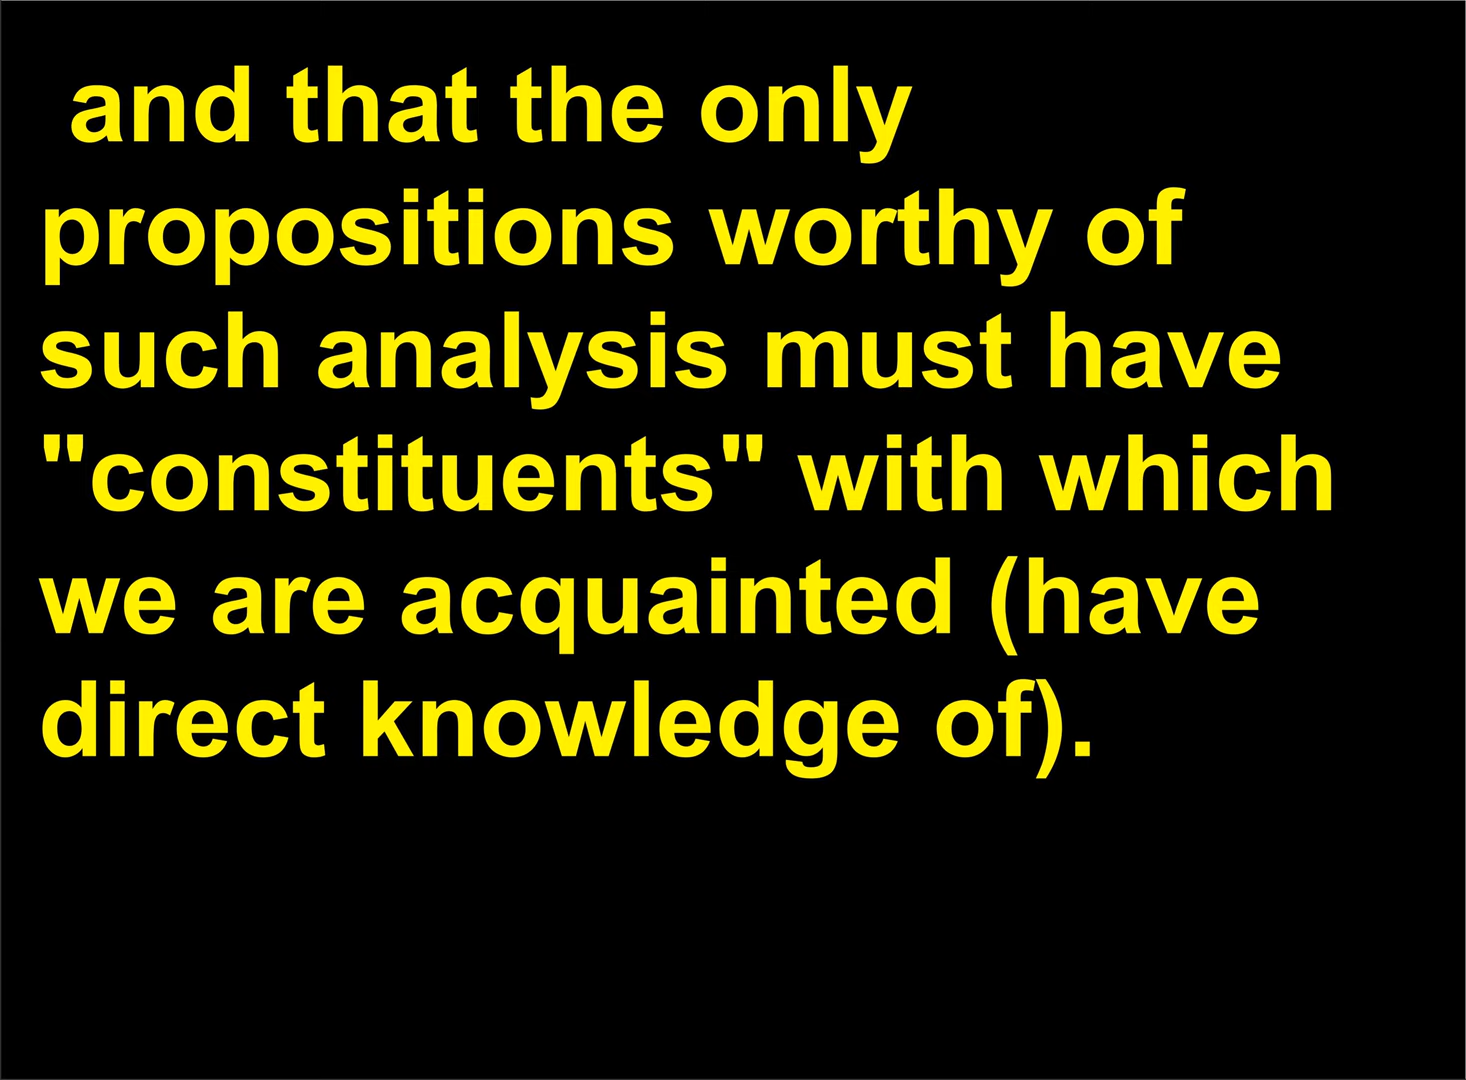 and that the only
propositions worthy of
such analysis must have
"constituents" with which
we are acquainted (have
direct knowledge of).